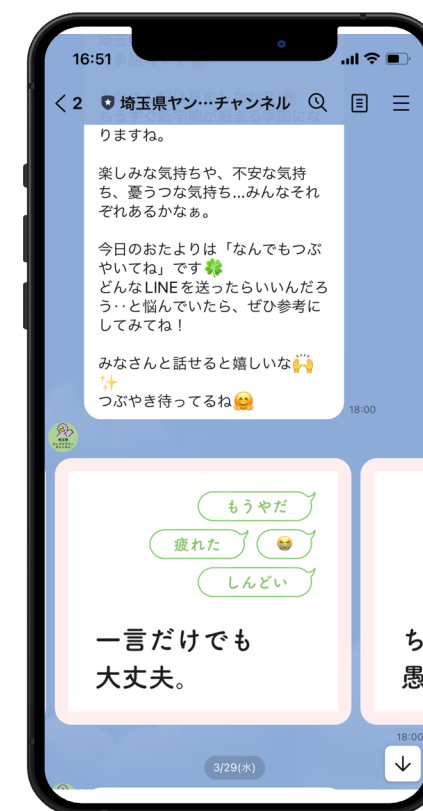 16:51
2
埼玉県ヤン…チャンネル
りますね。
楽しみな気持ちや、不安な気持
ち、憂うつな気持ち...みんなそれ
ぞれあるかなぁ。
今日のおたよりは「なんでもつぶ
やいてね」です🍀
どんなLINEを送ったらいいんだろ
う‥と悩んでいたら、ぜひ参考に
してみてね！
みなさんと話せると嬉しいな🙌
✨
つぶやき待ってるね🤗
18:00
もうやだ
疲れた
😭
しんどい
一言だけでも
大丈夫。
ち
愚
18:00
3/29(水)